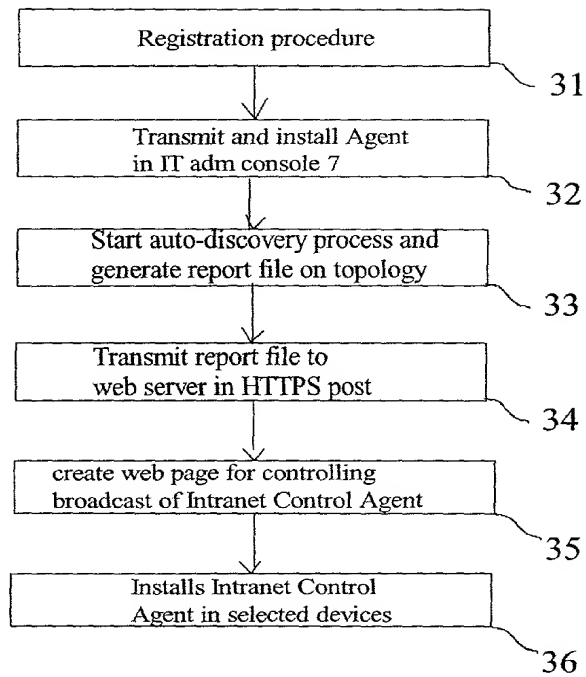 Registration procedure
31
Transmit and install Agent
in IT adm console 7
32
Start auto-discovery process and
generate report file on topology
33
Transmit report file to
web server in HTTPS post
34
create web page for controlling
broadcast of Intranet Control Agent
35
Installs Intranet Control
Agent in selected devices
36